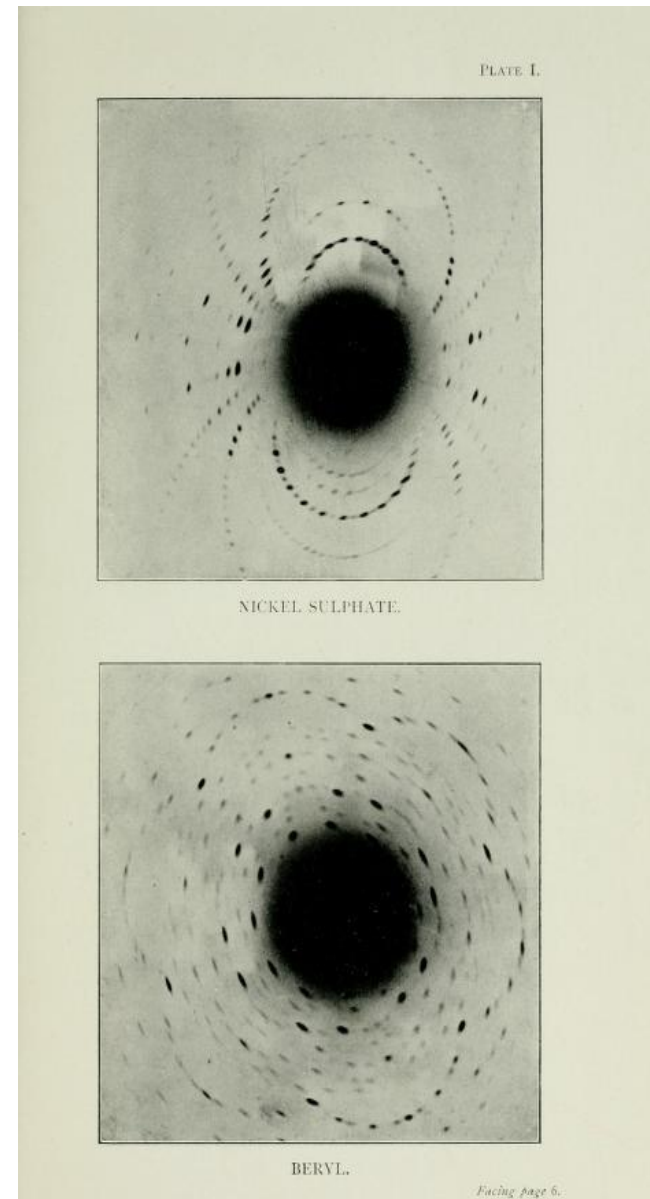 PLATE I.
NICKEL SULPHATE.
BERYL.
Facing page 6.